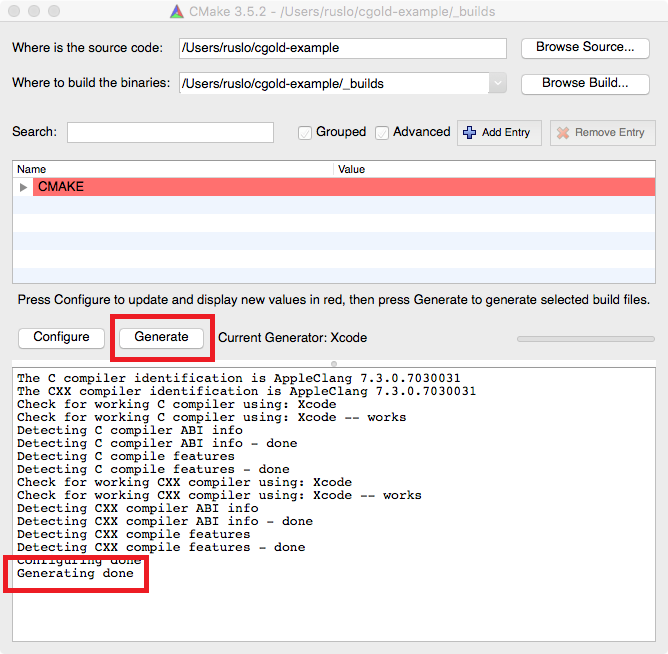 CMake 3.5.2 - /Users/ruslo/cgold-example/_builds
Where is the source code: /Users/ruslo/cgold-example Browse Source...
Where to build the binaries: /Users/ruslo/cgold-example/_builds Browse Build...
Search: Grouped Advanced Add Entry Remove Entry
Name Value
CMAKE
Press Configure to update and display new values in red, then press Generate to generate selected build files.
Configure Generate Current Generator: Xcode
The C compiler identification is AppleClang 7.3.0.7030031
The CXX compiler identification is AppleClang 7.3.0.7030031
Check for working C compiler using: Xcode
Check for working C compiler using: Xcode -- works
Detecting C compiler ABI info
Detecting C compiler ABI info - done
Detecting C compile features
Detecting C compile features - done
Check for working CXX compiler using: Xcode
Check for working CXX compiler using: Xcode -- works
Detecting CXX compiler ABI info
Detecting CXX compiler ABI info - done
Detecting CXX compile features
Detecting CXX compile features - done
Configuring done
Generating done